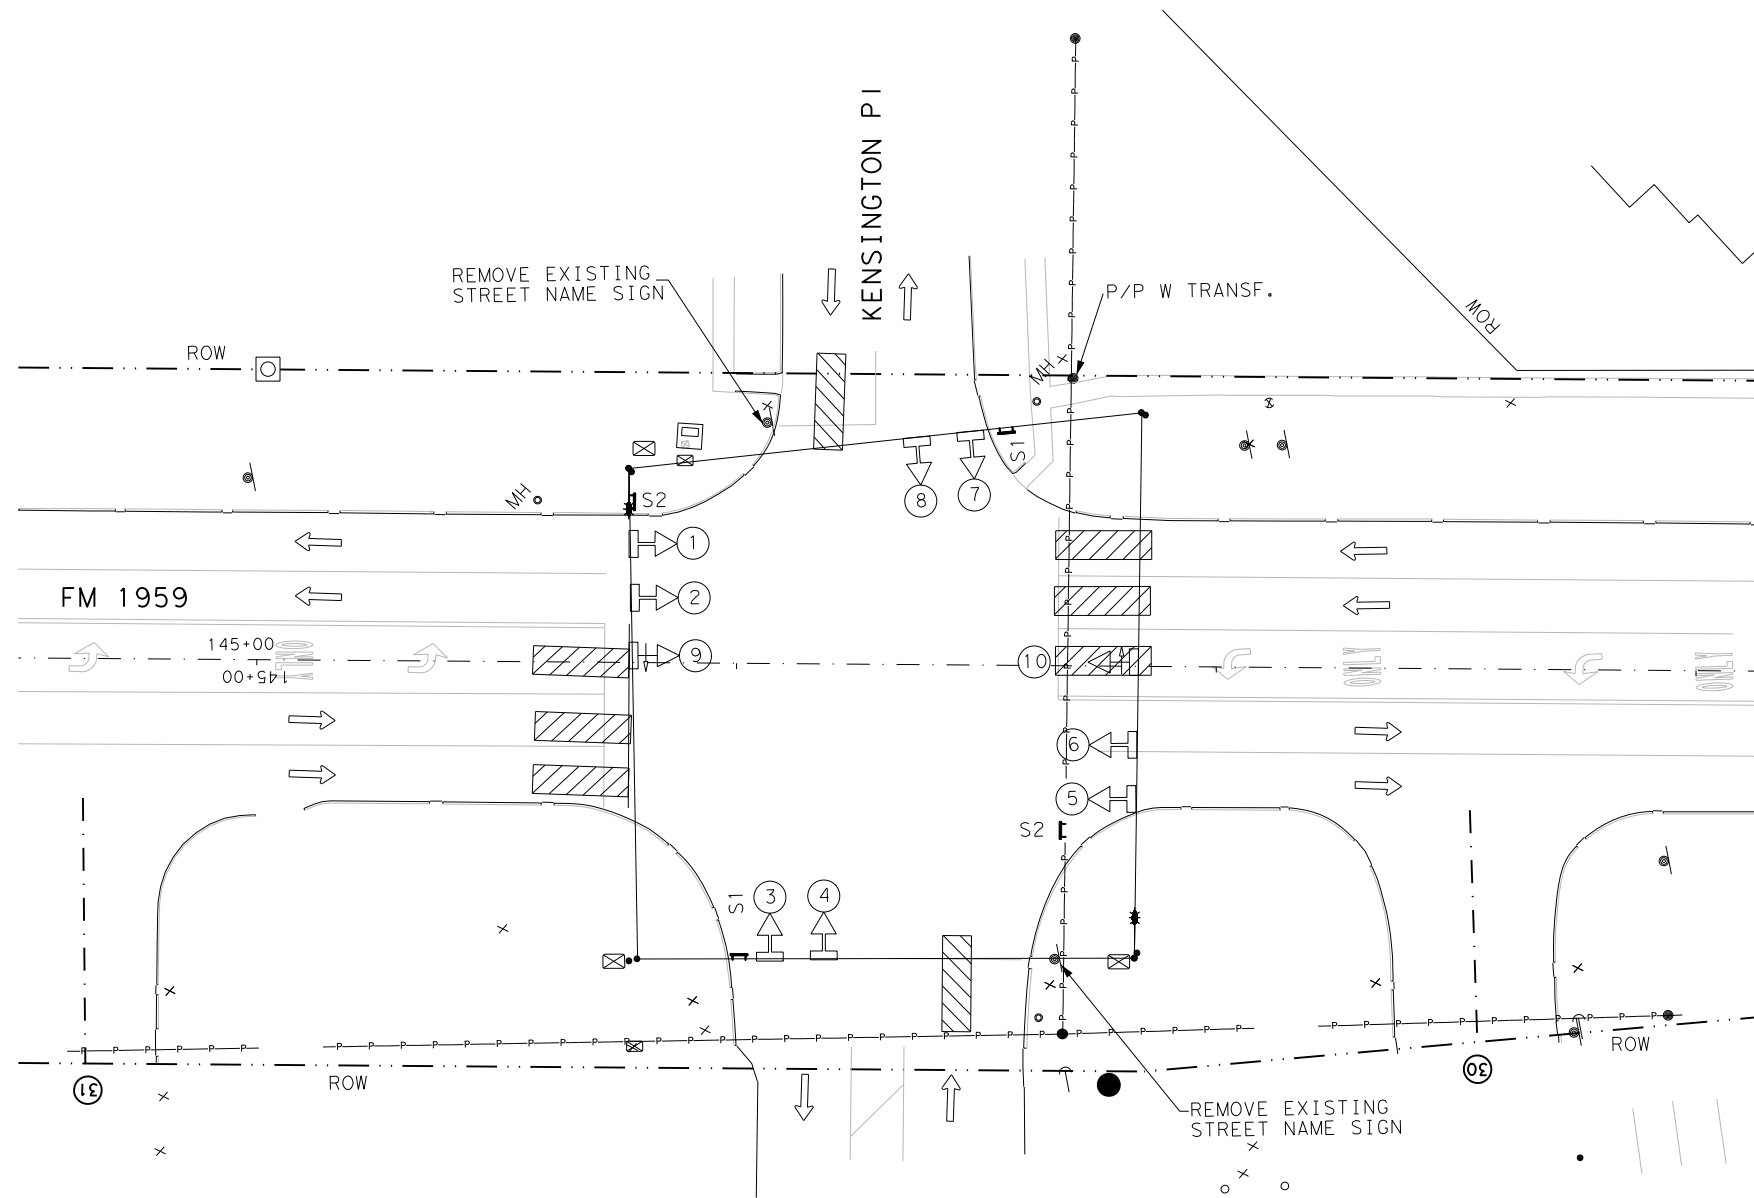 KENSINGTON Pl
REMOVE EXISTING
STREET NAME SIGN
P/P W TRANSF.
ROW
ROW
MH
MH
S1
S2
8
7
1
FM 1959
2
145+00
ONLY
9
10
ONLY
ONLY
145+00
6
5
S2
S1
3
4
31
ROW
30
ROW
REMOVE EXISTING
STREET NAME SIGN